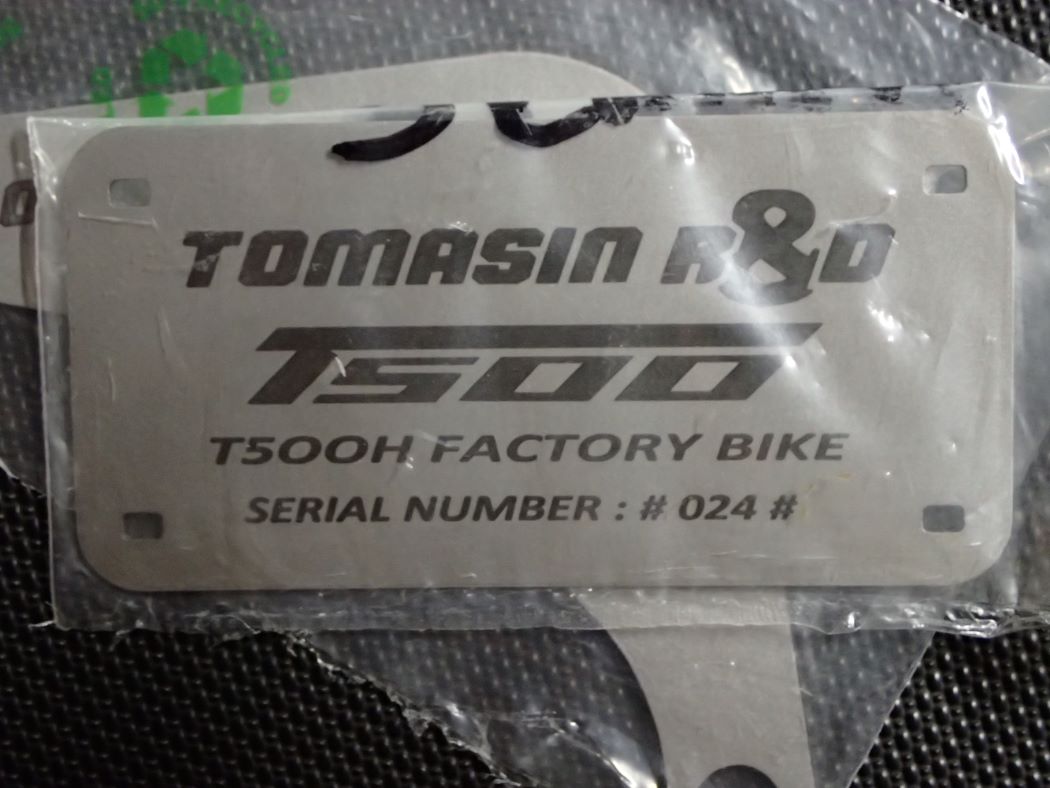 TOMASIN R&D
T500
T500H FACTORY BIKE
SERIAL NUMBER : # 024 #